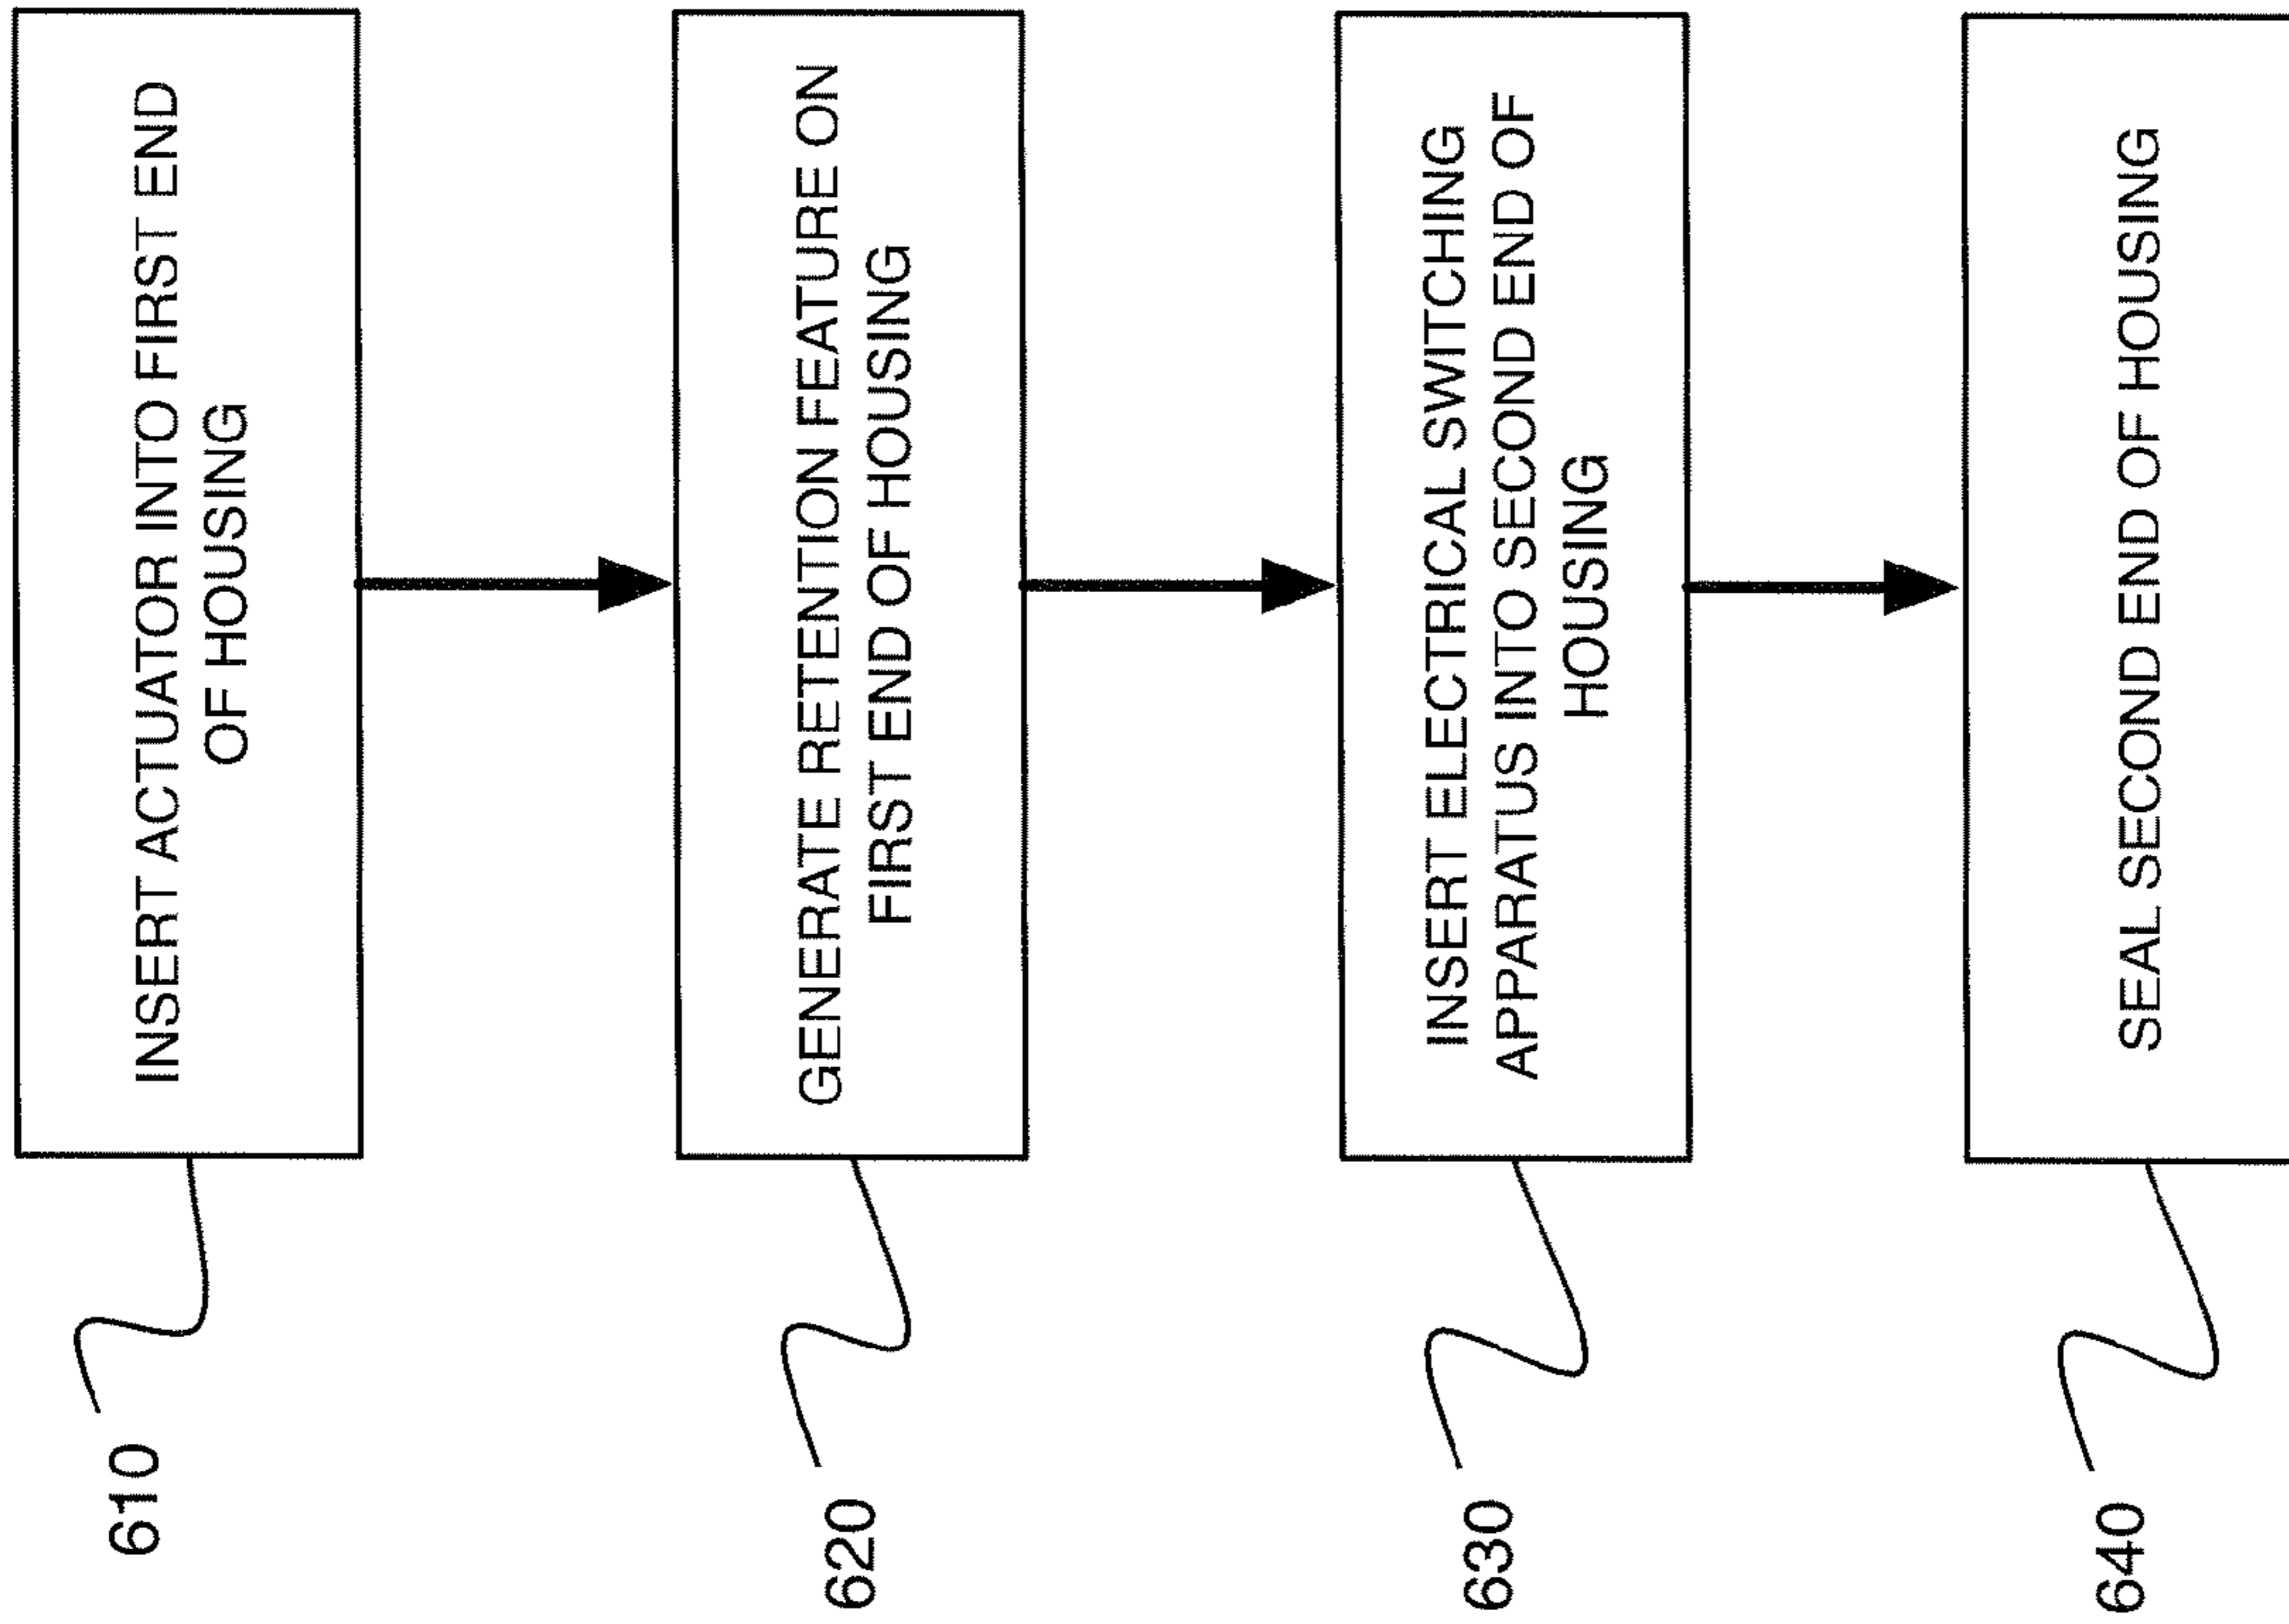 610
INSERT ACTUATOR INTO FIRST END
OF HOUSING
620
GENERATE RETENTION FEATURE ON
FIRST END OF HOUSING
630
INSERT ELECTRICAL SWITCHING
APPARATUS INTO SECOND END OF
HOUSING
640
SEAL SECOND END OF HOUSING